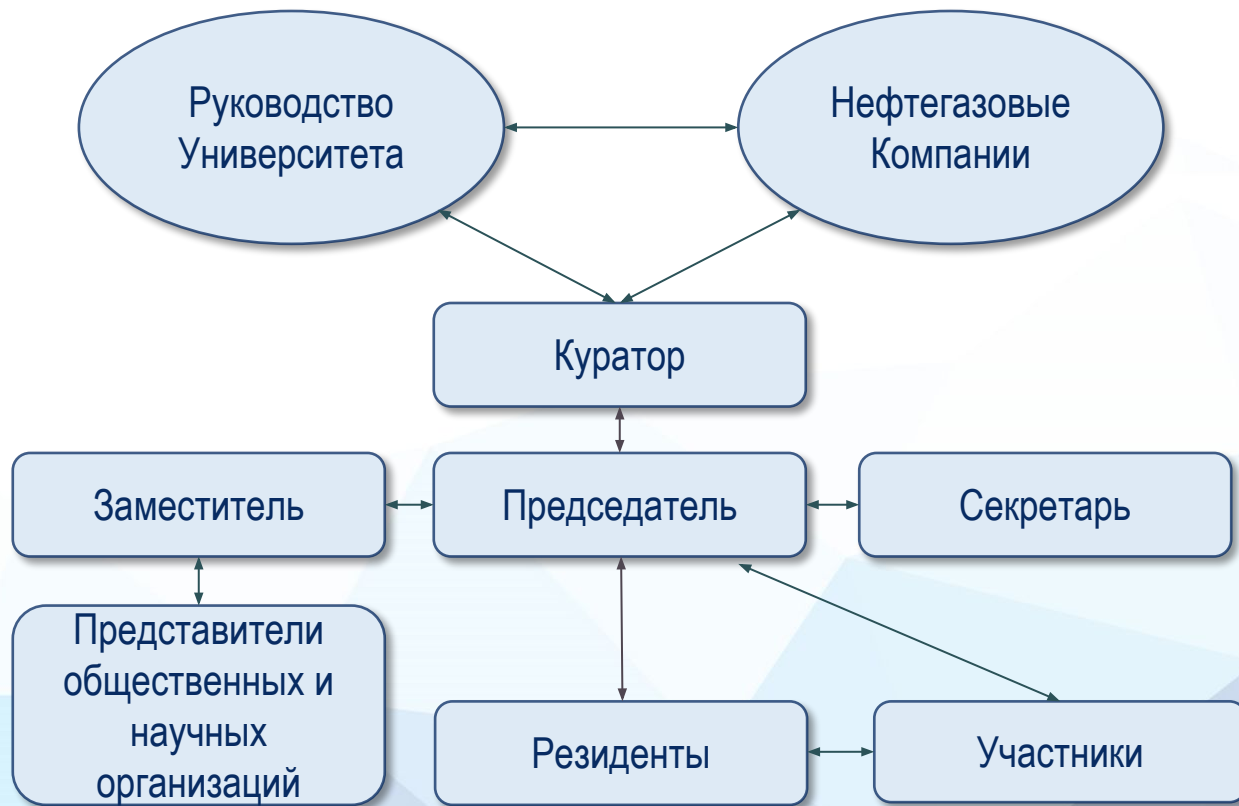 Руководство
Университета
Нефтегазовые
Компании
Куратор
Заместитель
Председатель
Секретарь
Представители
общественных и
научных
организаций
Резиденты
Участники